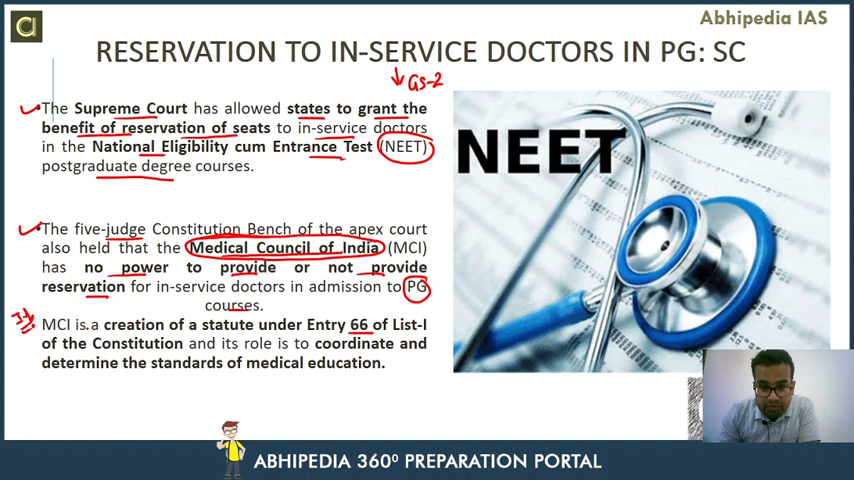 Abhipedia IAS
RESERVATION TO IN-SERVICE DOCTORS IN PG: SC
GS-2
The Supreme Court has allowed states to grant the
benefit of reservation of seats to in-service doctors
in the National Eligibility cum Entrance Test (NEET)
postgraduate degree courses.
The five-judge Constitution Bench of the apex court
also held that the Medical Council of India (MCI)
has no power to provide or not provide
reservation for in-service doctors in admission to PG
courses.
MCI is a creation of a statute under Entry 66 of List-I
of the Constitution and its role is to coordinate and
determine the standards of medical education.
NEET
ABHIPEDIA 360⁰ PREPARATION PORTAL